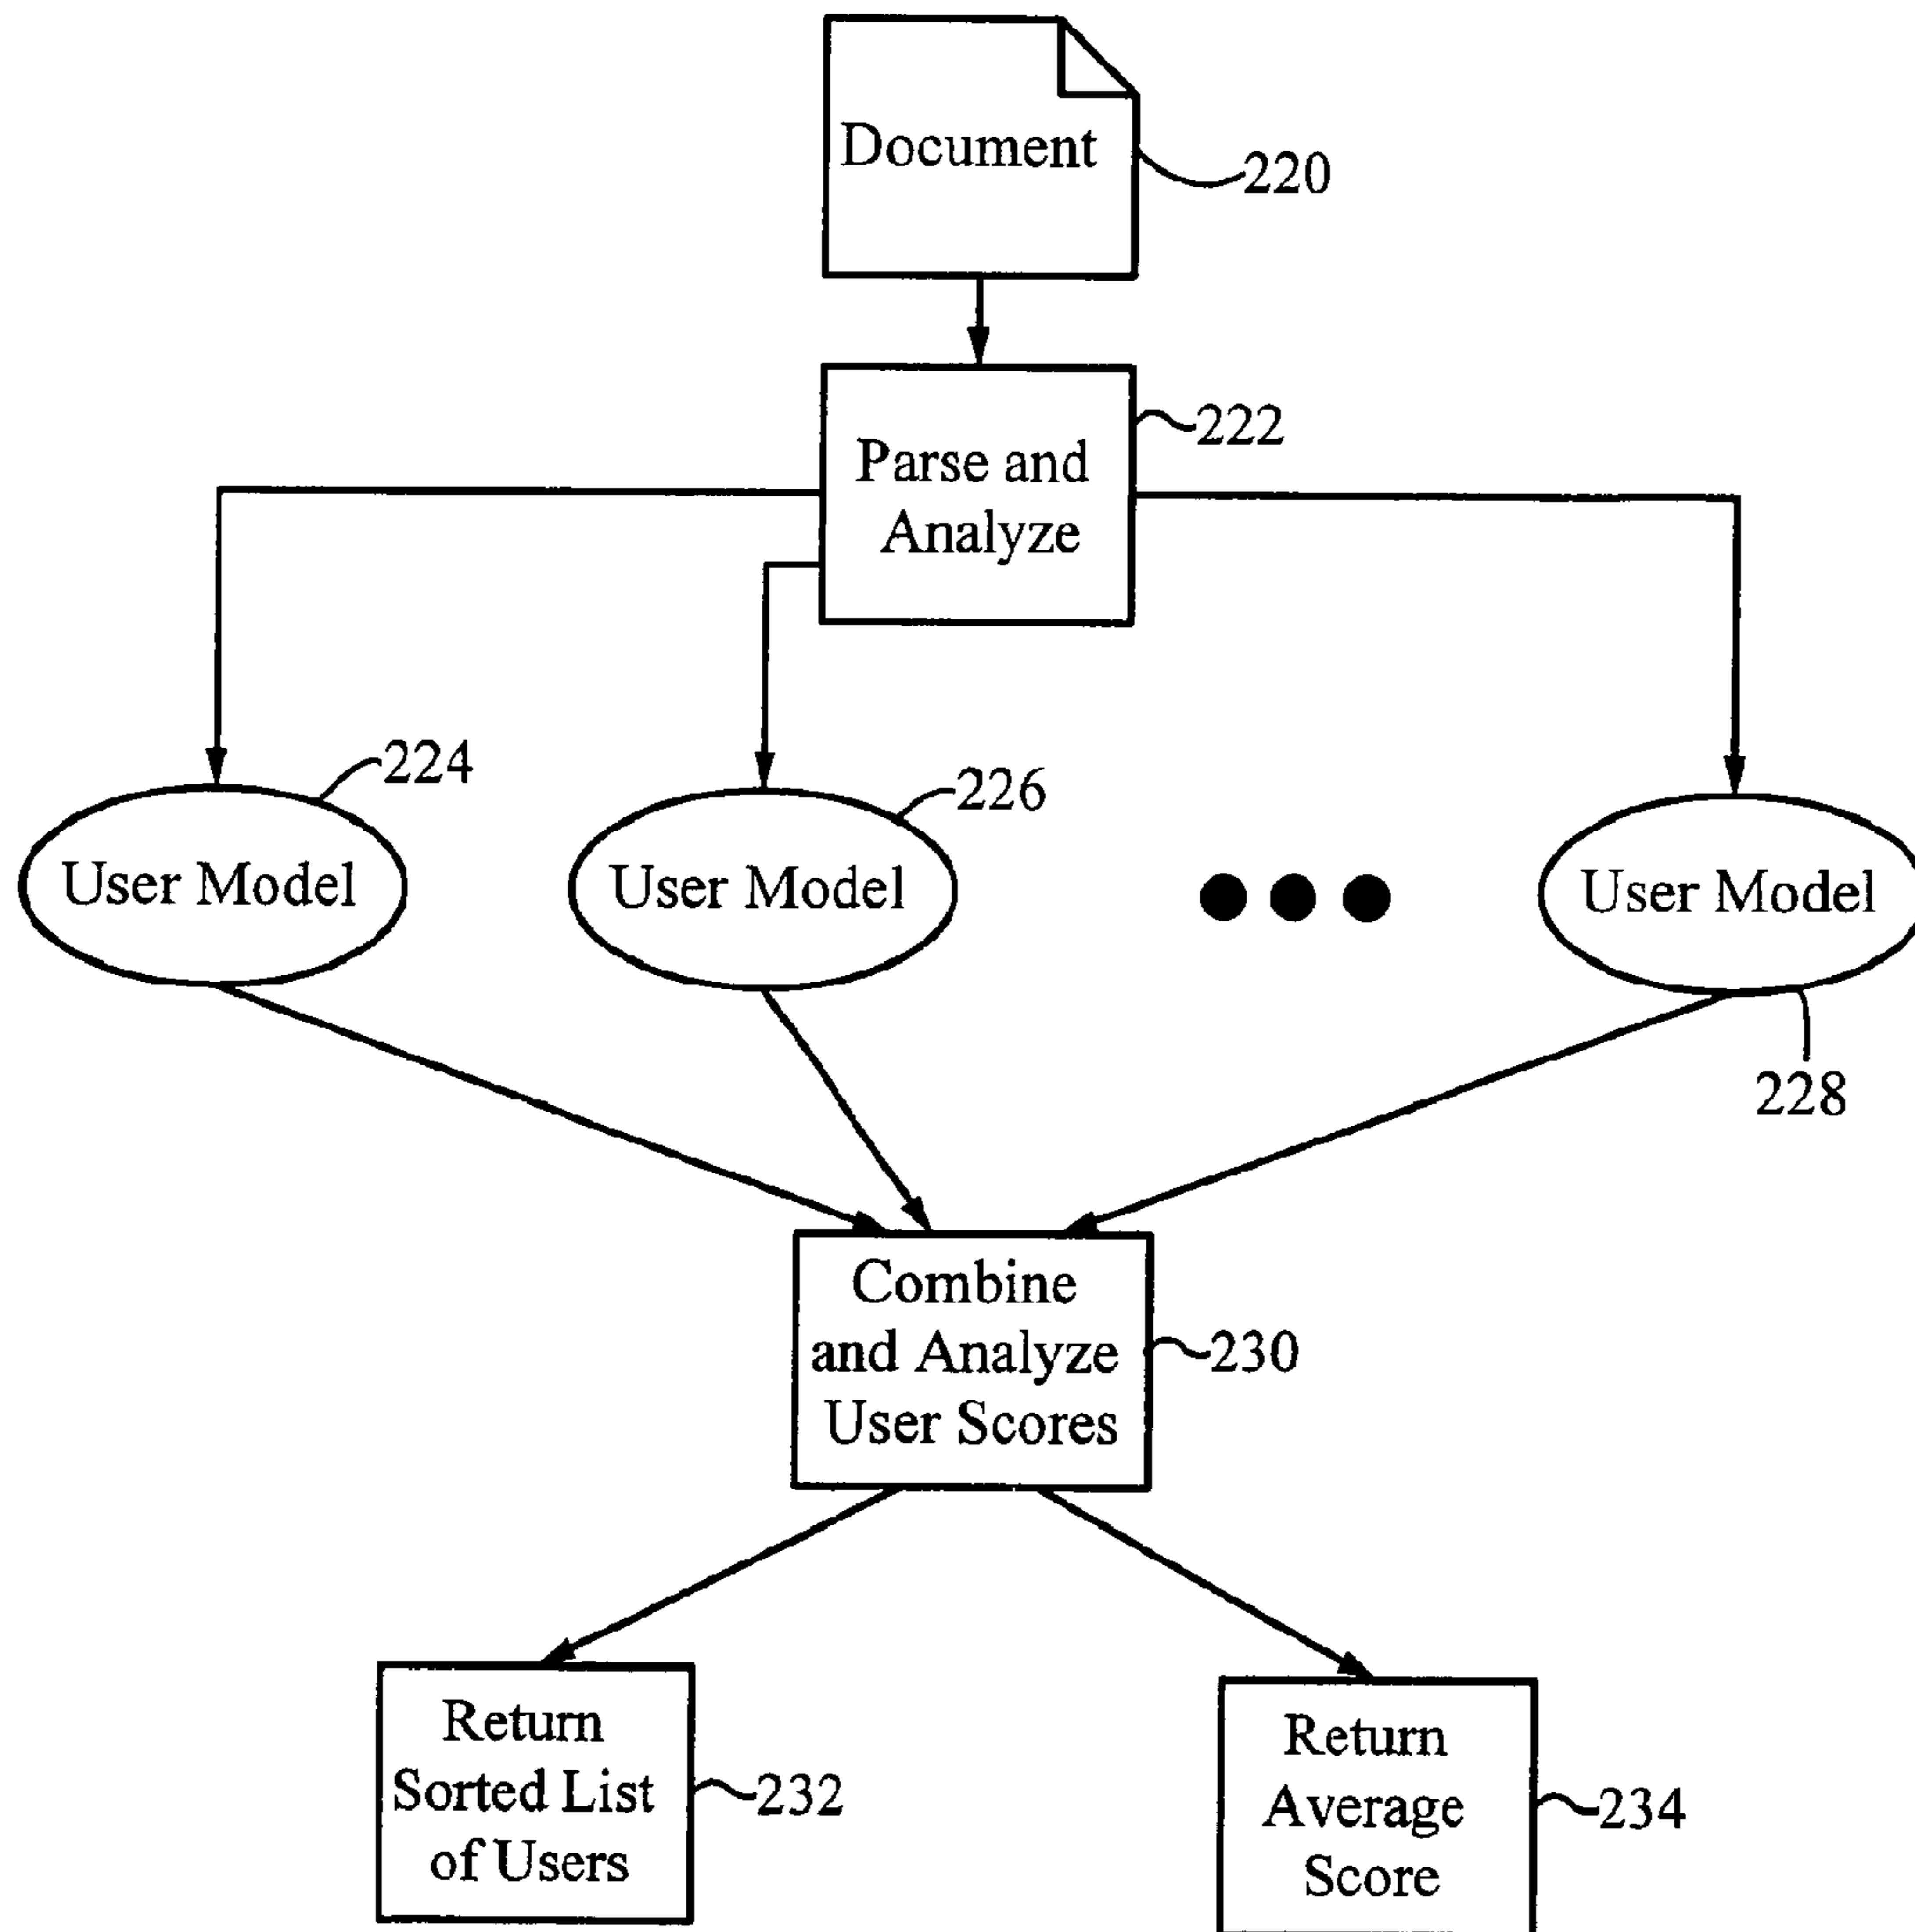 Document
220
Parse and
Analyze
222
224
226
User Model
User Model
User Model
228
Combine
and Analyze
User Scores
230
Return
Sorted List
of Users
232
Return
Average
Score
234